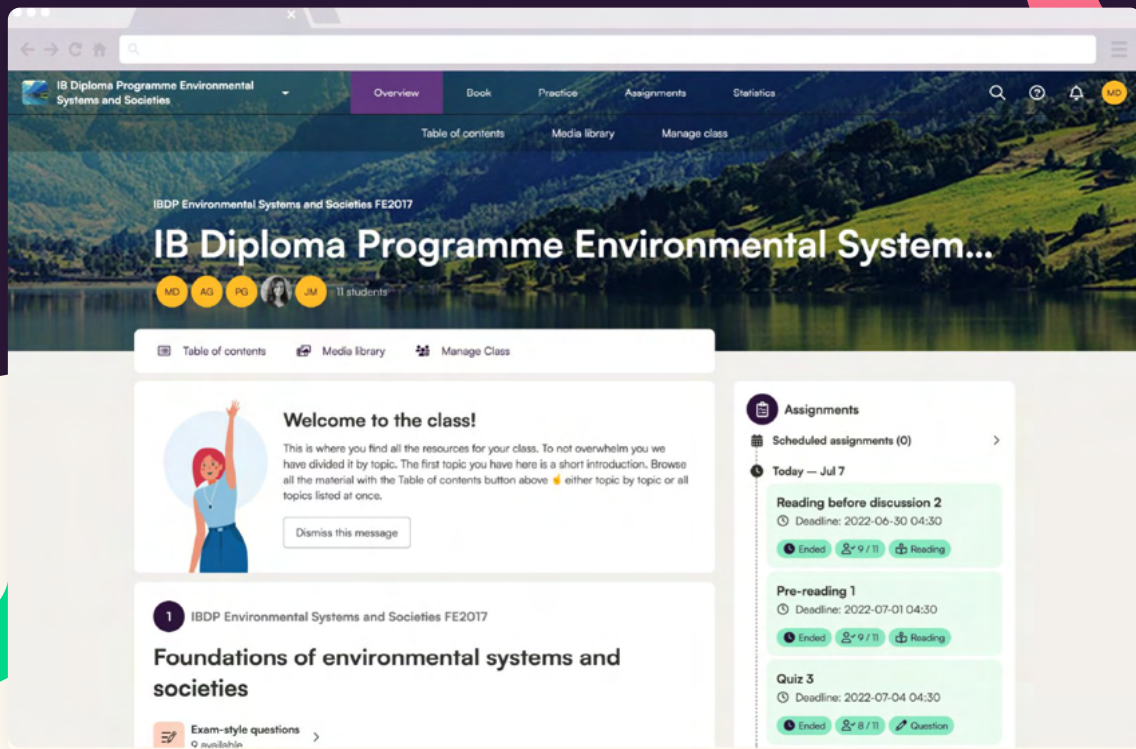 IB Diploma Programme Environmental
Systems and Societies
Overview
Book
Practice
Assignments
Statistics
MD
Table of contents
Media library
Manage class
IBDP Environmental Systems and Societies FE2017
IB Diploma Programme Environmental System...
MD
AG
PG
JM
11 students
Table of contents
Media library
Manage Class
Welcome to the class!
This is where you find all the resources for your class. To not overwhelm you we
have divided it by topic. The first topic you have here is a short introduction. Browse
all the material with the Table of contents button above ☝ either topic by topic or all
topics listed at once.
Dismiss this message
1 IBDP Environmental Systems and Societies FE2017
Foundations of environmental systems and
societies
Exam-style questions
9 available
Assignments
Scheduled assignments (0)
Today — Jul 7
Reading before discussion 2
Deadline: 2022-06-30 04:30
Ended 9 / 11 Reading
Pre-reading 1
Deadline: 2022-07-01 04:30
Ended 9 / 11 Reading
Quiz 3
Deadline: 2022-07-04 04:30
Ended 8 / 11 Question